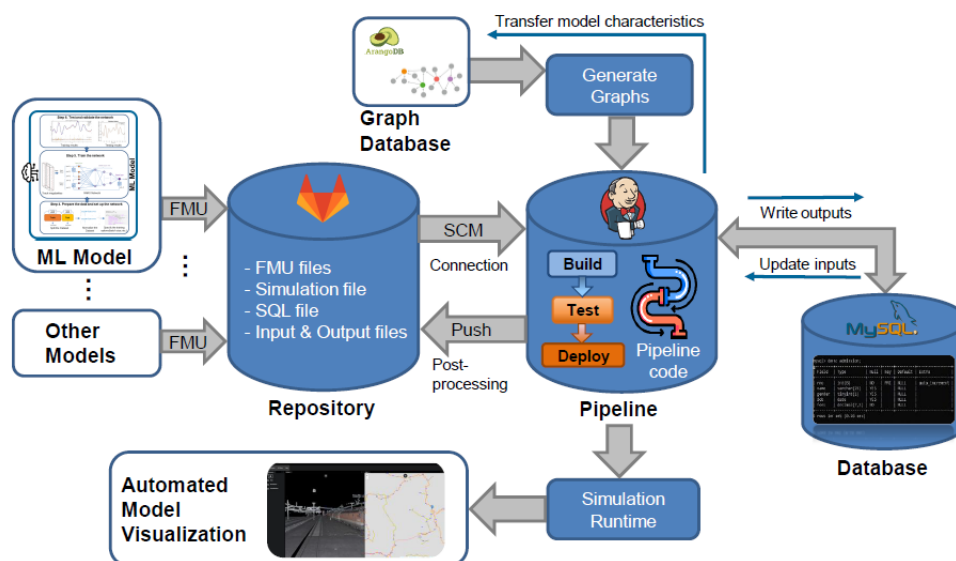 Transfer model characteristics
ArangoDB
Generate
Graphs
Graph
Database
ML Model
ML Model
FMU
Other
Models
FMU
- FMU files
- Simulation file
- SQL file
- Input & Output files
Repository
SCM
Connection
Push
Post-
processing
Build
Test
Deploy
Pipeline
code
Pipeline
Write outputs
Update inputs
MySQL
Database
Automated
Model
Visualization
Simulation
Runtime